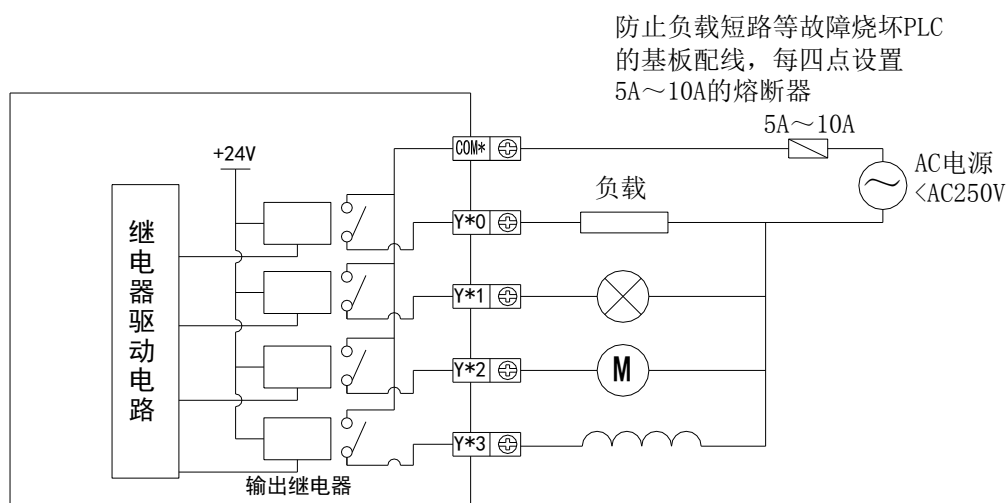 防止负载短路等故障烧坏PLC
的基板配线，每四点设置
5A～10A的熔断器
5A～10A
COM*
+24V
AC电源
<AC250V
负载
Y*0
继电器驱动电路
Y*1
Y*2
M
Y*3
输出继电器